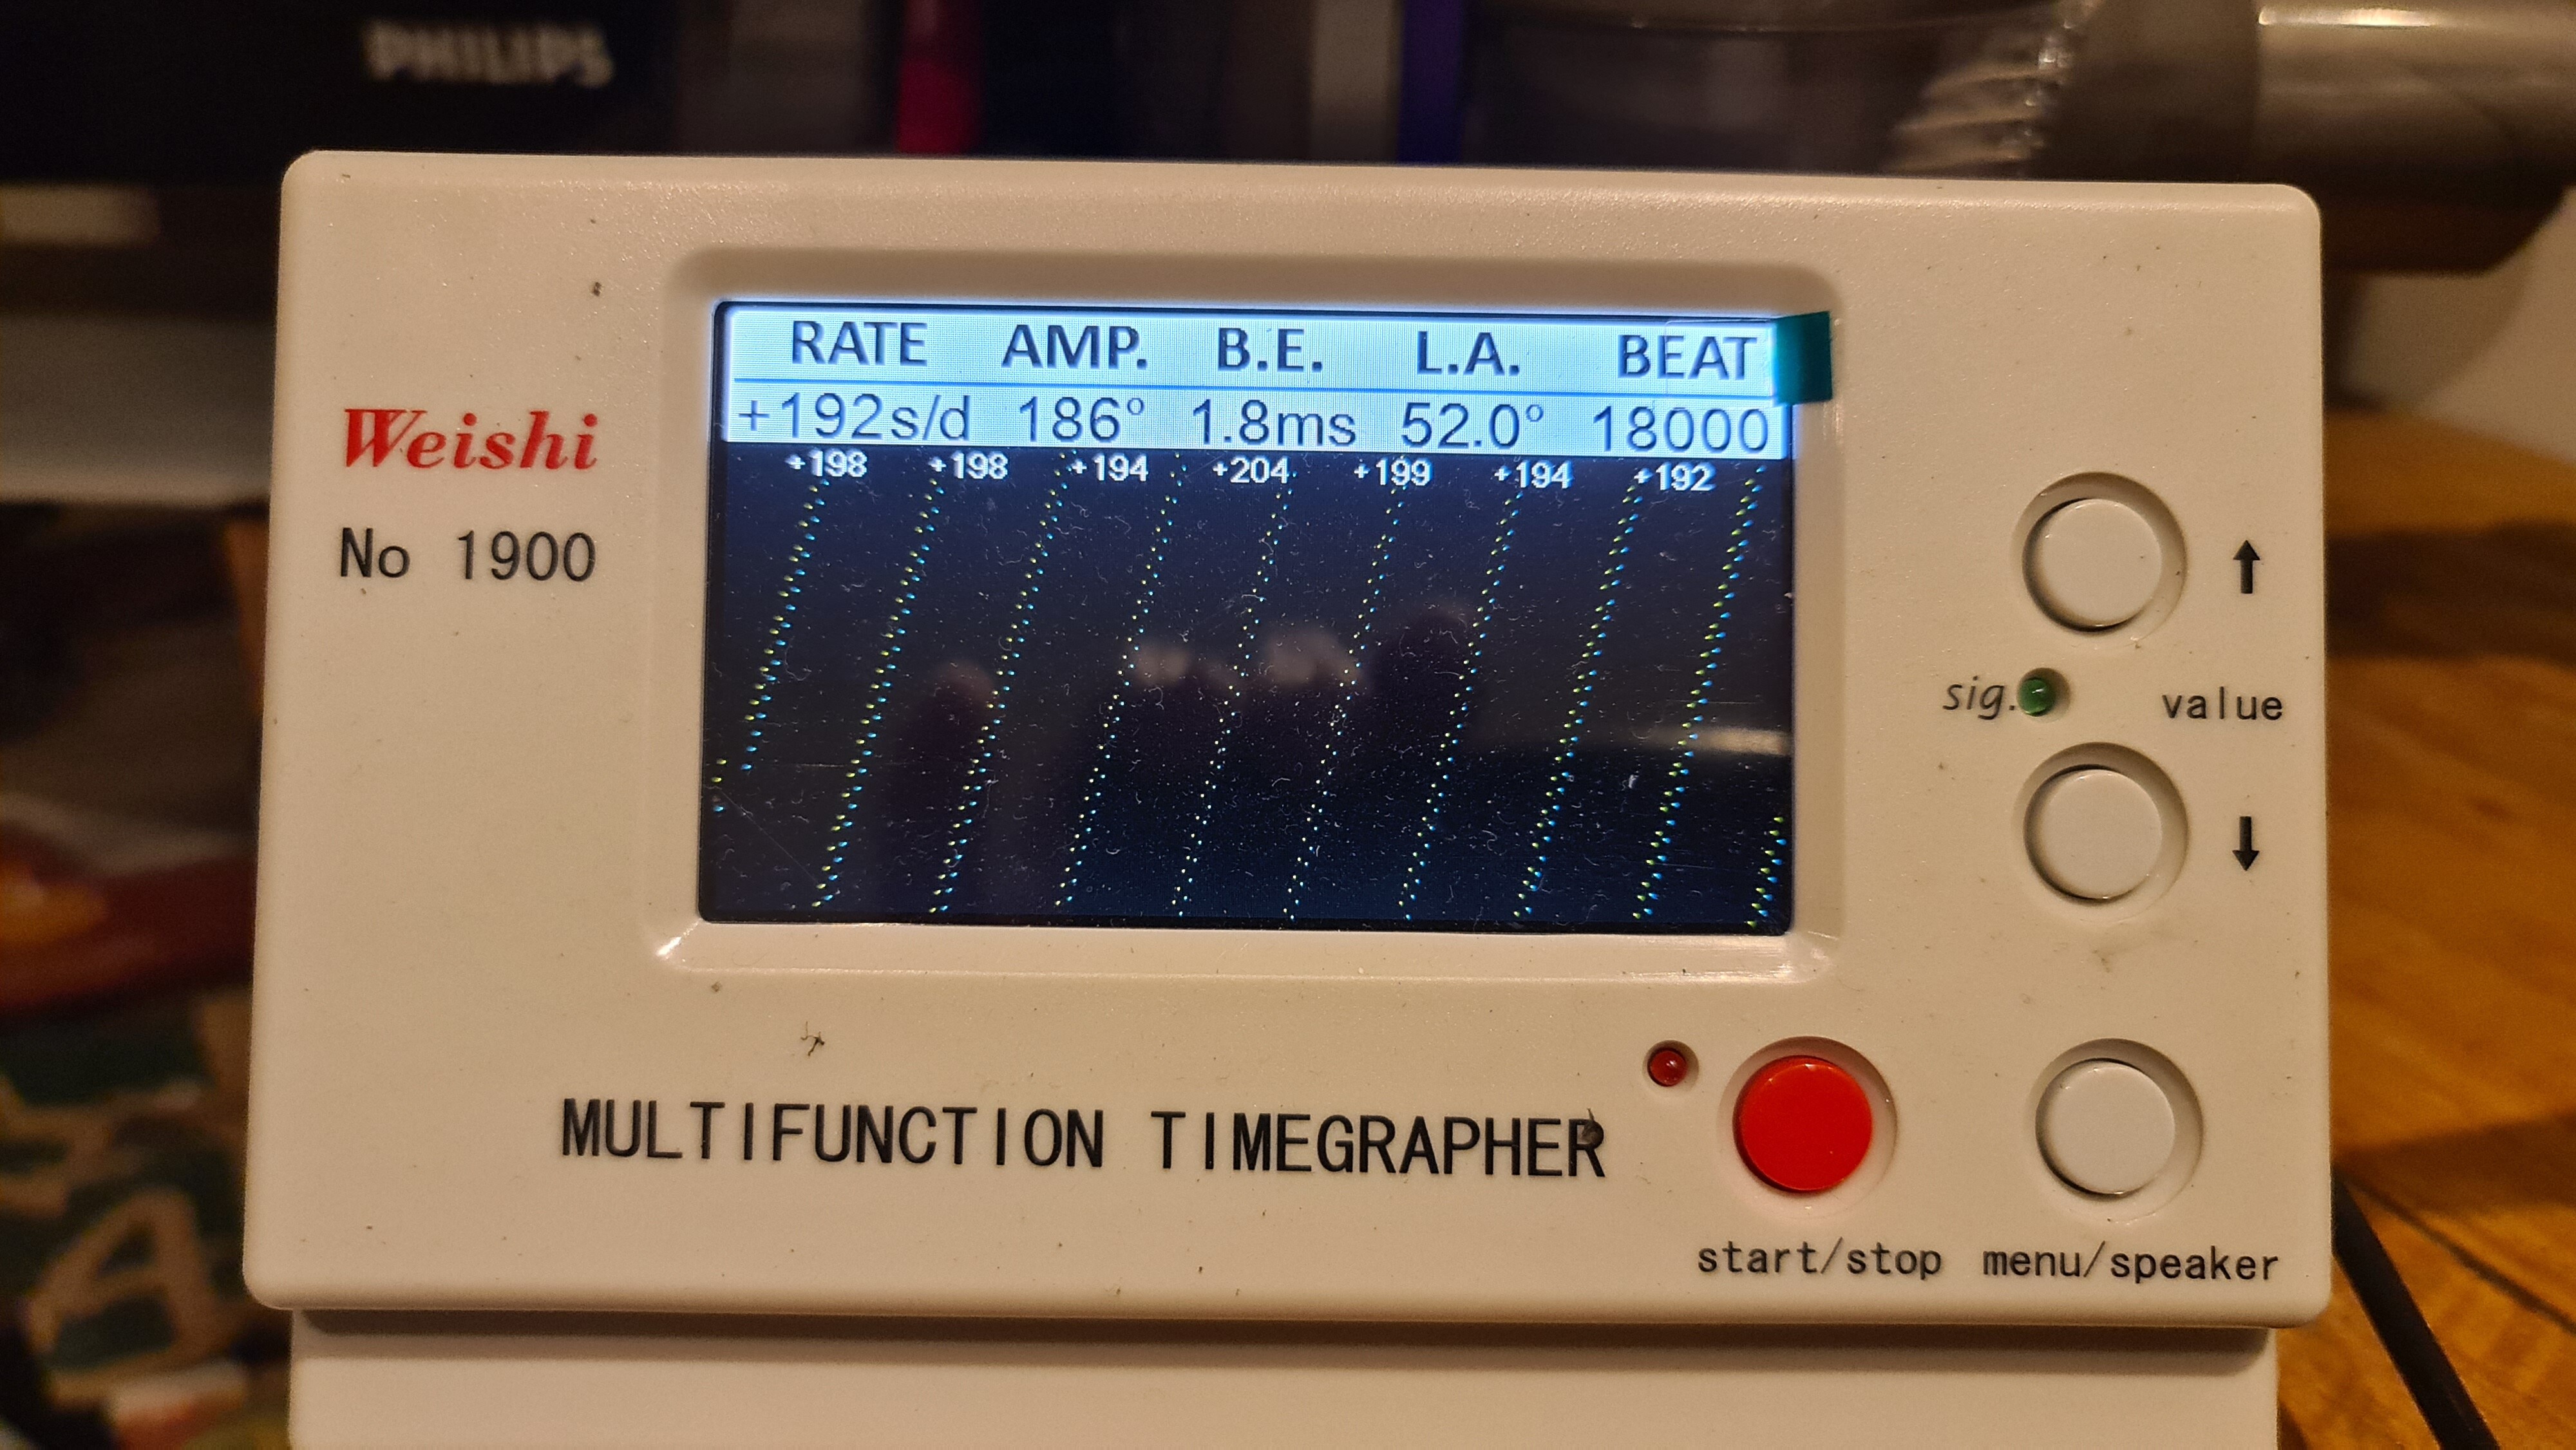 PHILIPS
RATE AMP. B.E. L.A. BEAT
+192s/d 186° 1.8ms 52.0° 18000
+198 +198 +194 +204 +199 +194 +192
Weishi
No 1900
↑
sig. value
↓
MULTIFUNCTION TIMEGRAPHER
start/stop menu/speaker
A